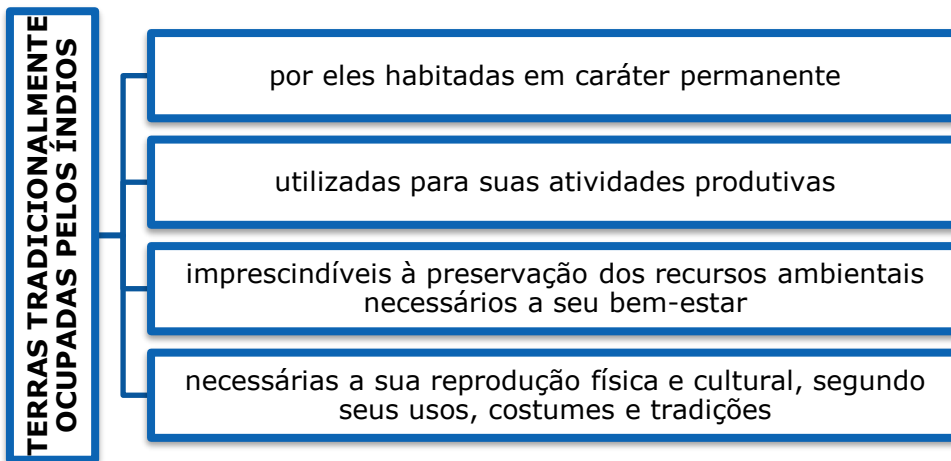 TERRAS TRADICIONALMENTE
OCUPADAS PELOS ÍNDIOS
por eles habitadas em caráter permanente
utilizadas para suas atividades produtivas
imprescindíveis à preservação dos recursos ambientais
necessários a seu bem-estar
necessárias a sua reprodução física e cultural, segundo
seus usos, costumes e tradições